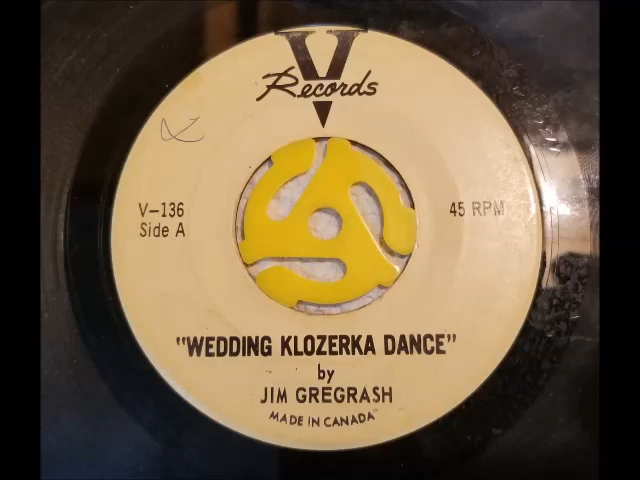 V
Records
V-136
Side A
45 RPM
"WEDDING KLOZERKA DANCE"
by
JIM GREGRASH
MADE IN CANADA